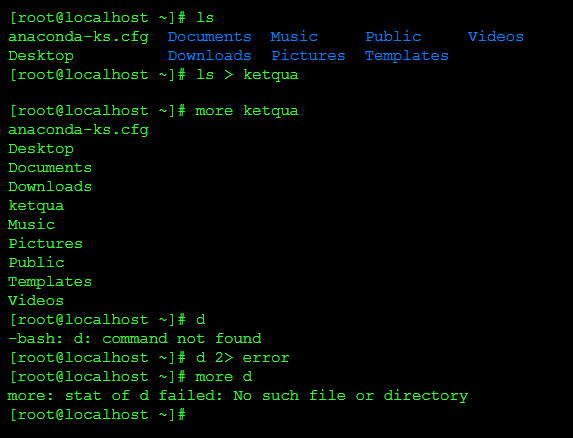 [root@localhost ~]# ls
anaconda-ks.cfg  Documents  Music     Public     Videos
Desktop          Downloads  Pictures  Templates
[root@localhost ~]# ls > ketqua
[root@localhost ~]# more ketqua
anaconda-ks.cfg
Desktop
Documents
Downloads
ketqua
Music
Pictures
Public
Templates
Videos
[root@localhost ~]# d
-bash: d: command not found
[root@localhost ~]# d 2> error
[root@localhost ~]# more d
more: stat of d failed: No such file or directory
[root@localhost ~]#